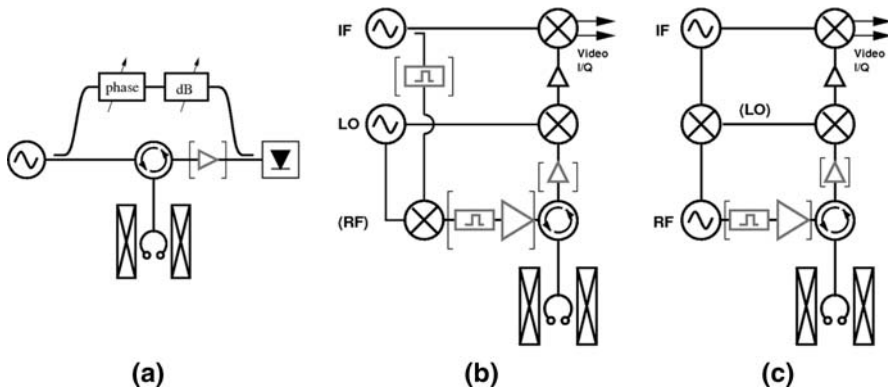 phase
dB
(a)
IF
LO
(RF)
Video
I/Q
(b)
IF
(LO)
RF
Video
I/Q
(c)